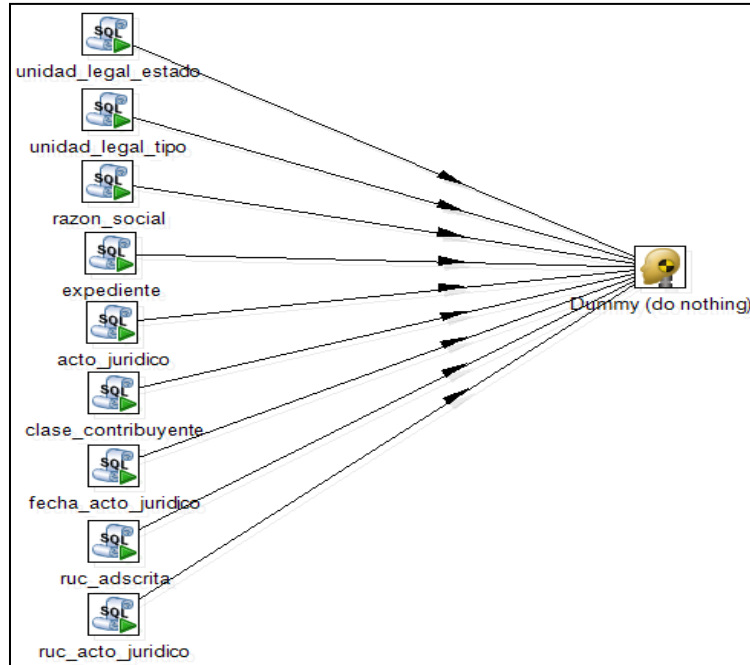 SQL
unidad_legal_estado
SQL
unidad_legal_tipo
SQL
razon_social
SQL
expediente
Dummy (do nothing)
SQL
acto_juridico
SQL
clase_contribuyente
SQL
fecha_acto_juridico
SQL
ruc_adscrita
SQL
ruc_acto_juridico